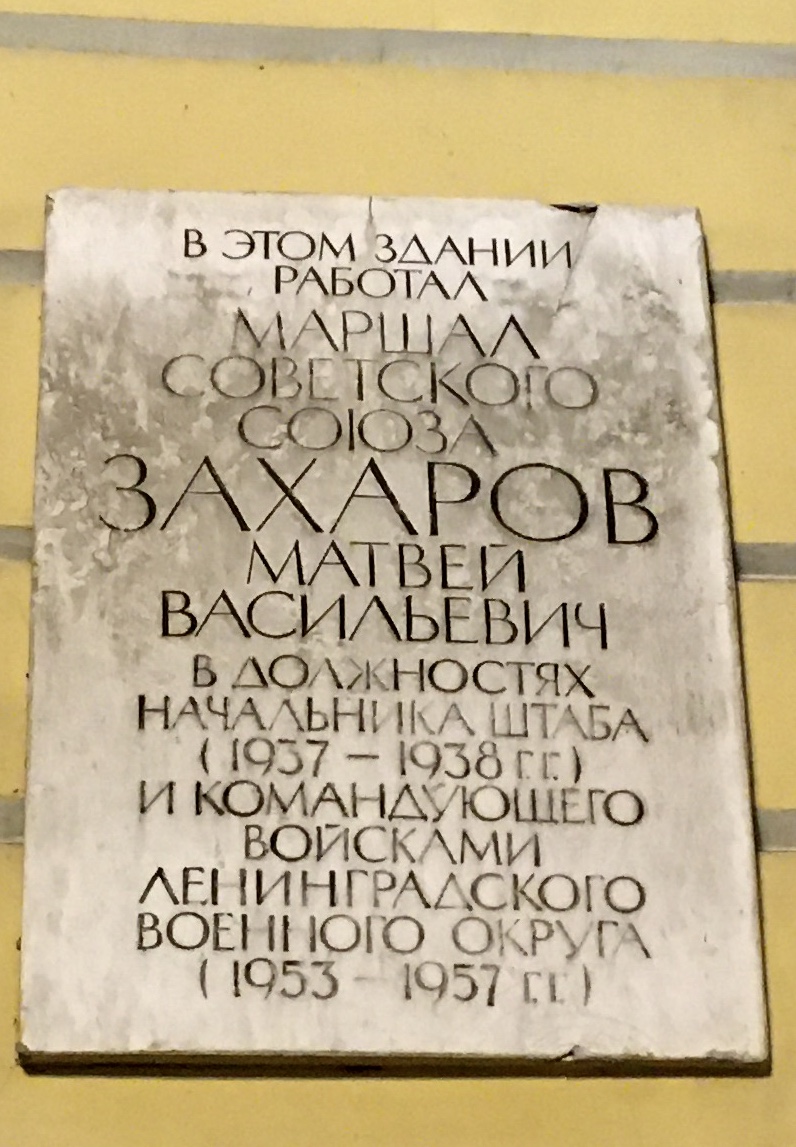 В ЭТОМ ЗДАНИИ
РАБОТАЛ
МАРШАЛ
СОВЕТСКОГО
СОЮЗА
ЗАХАРОВ
МАТВЕЙ
ВАСИЛЬЕВИЧ
В ДОЛЖНОСТЯХ
НАЧАЛЬНИКА ШТАБА
(1937 – 1938 г.г.)
И КОМАНДУЮЩЕГО
ВОЙСКАМИ
ЛЕНИНГРАДСКОГО
ВОЕННОГО ОКРУГА
(1953 – 1957 г.г.)